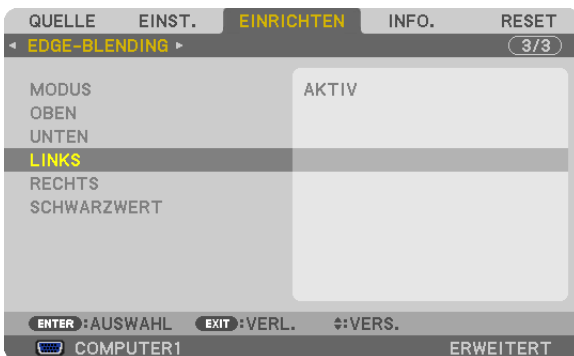 QUELLE EINST. EINRICHTEN INFO. RESET
EDGE-BLENDING 3/3
MODUS AKTIV
OBEN
UNTEN
LINKS
RECHTS
SCHWARZWERT
ENTER :AUSWAHL EXIT :VERL. :VERS.
COMPUTER1 ERWEITERT